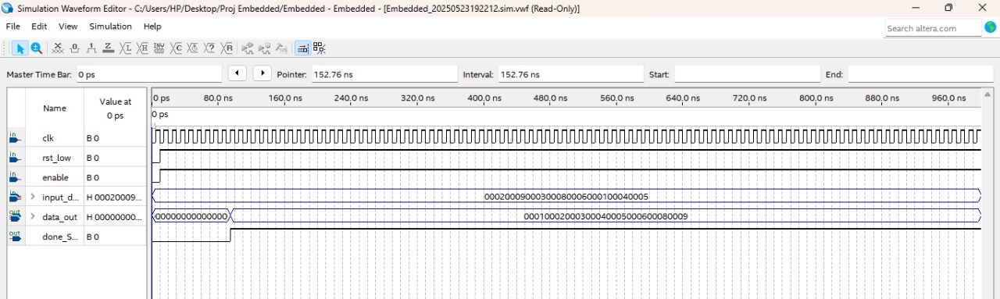 Simulation Waveform Editor - C:/Users/HP/Desktop/Proj Embedded/Embedded - Embedded - [Embedded_20250523192212.sim.vwf (Read-Only)]
File Edit View Simulation Help
Search altera.com
Master Time Bar: 0 ps Pointer: 152.76 ns Interval: 152.76 ns Start: End:
Name Value at 0 ps
0 ps 80.0 ns 160.0 ns 240.0 ns 320.0 ns 400.0 ns 480.0 ns 560.0 ns 640.0 ns 720.0 ns 800.0 ns 880.0 ns 960.0 ns
0 ps
in clk B 0
in rst_low B 0
in enable B 0
in input_d... H 00020009... 00020009000300080006000100040005
out data_out H 00000000... 00000000000000 00010002000300040005000600080009
out done_S... B 0